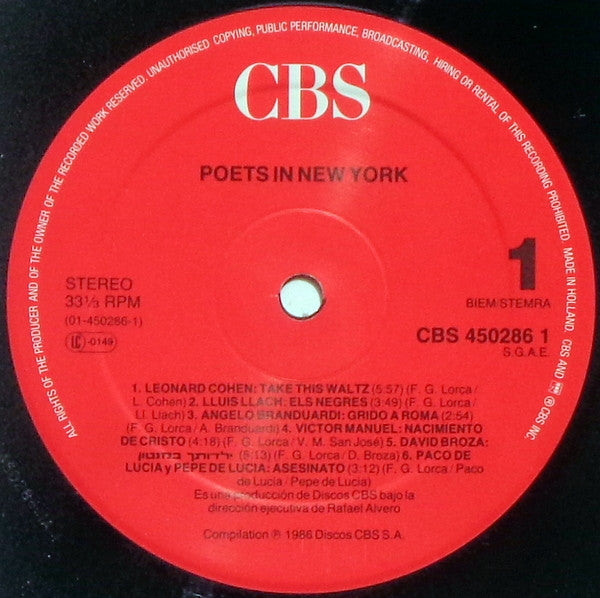 ALL RIGHTS OF THE PRODUCER AND OF THE OWNER OF THE RECORDED WORK RESERVED. UNAUTHORISED COPYING, PUBLIC PERFORMANCE, BROADCASTING, HIRING OR RENTAL OF THIS RECORDING PROHIBITED. MADE IN HOLLAND. CBS AND ARE ® CBS INC.
CBS
POETS IN NEW YORK
STEREO
33⅓ RPM
(01-450286-1)
LC-0149
1
BIEM/STEMRA
CBS 450286 1
S.G.A.E.
1. LEONARD COHEN: TAKE THIS WALTZ (5:57) (F. G. Lorca/
L. Cohen) 2. LLUIS LLACH: ELS NEGRES (3:49) (F. G. Lorca/
Ll. Llach) 3. ANGELO BRANDUARDI: GRIDO A ROMA (2:54)
(F. G. Lorca/A. Branduardi) 4. VICTOR MANUEL: NACIMIENTO
DE CRISTO (4:18) (F. G. Lorca/V. M. San José) 5. DAVID BROZA:
ילדותך במנטון (5:13) (F. G. Lorca/D. Broza) 6. PACO DE
LUCIA y PEPE DE LUCIA: ASESINATO (3:12) (F. G. Lorca/Paco
de Lucía/Pepe de Lucía)
Es una producción de Discos CBS bajo la
dirección ejecutiva de Rafael Alvero
Compilation ℗ 1986 Discos CBS S.A.